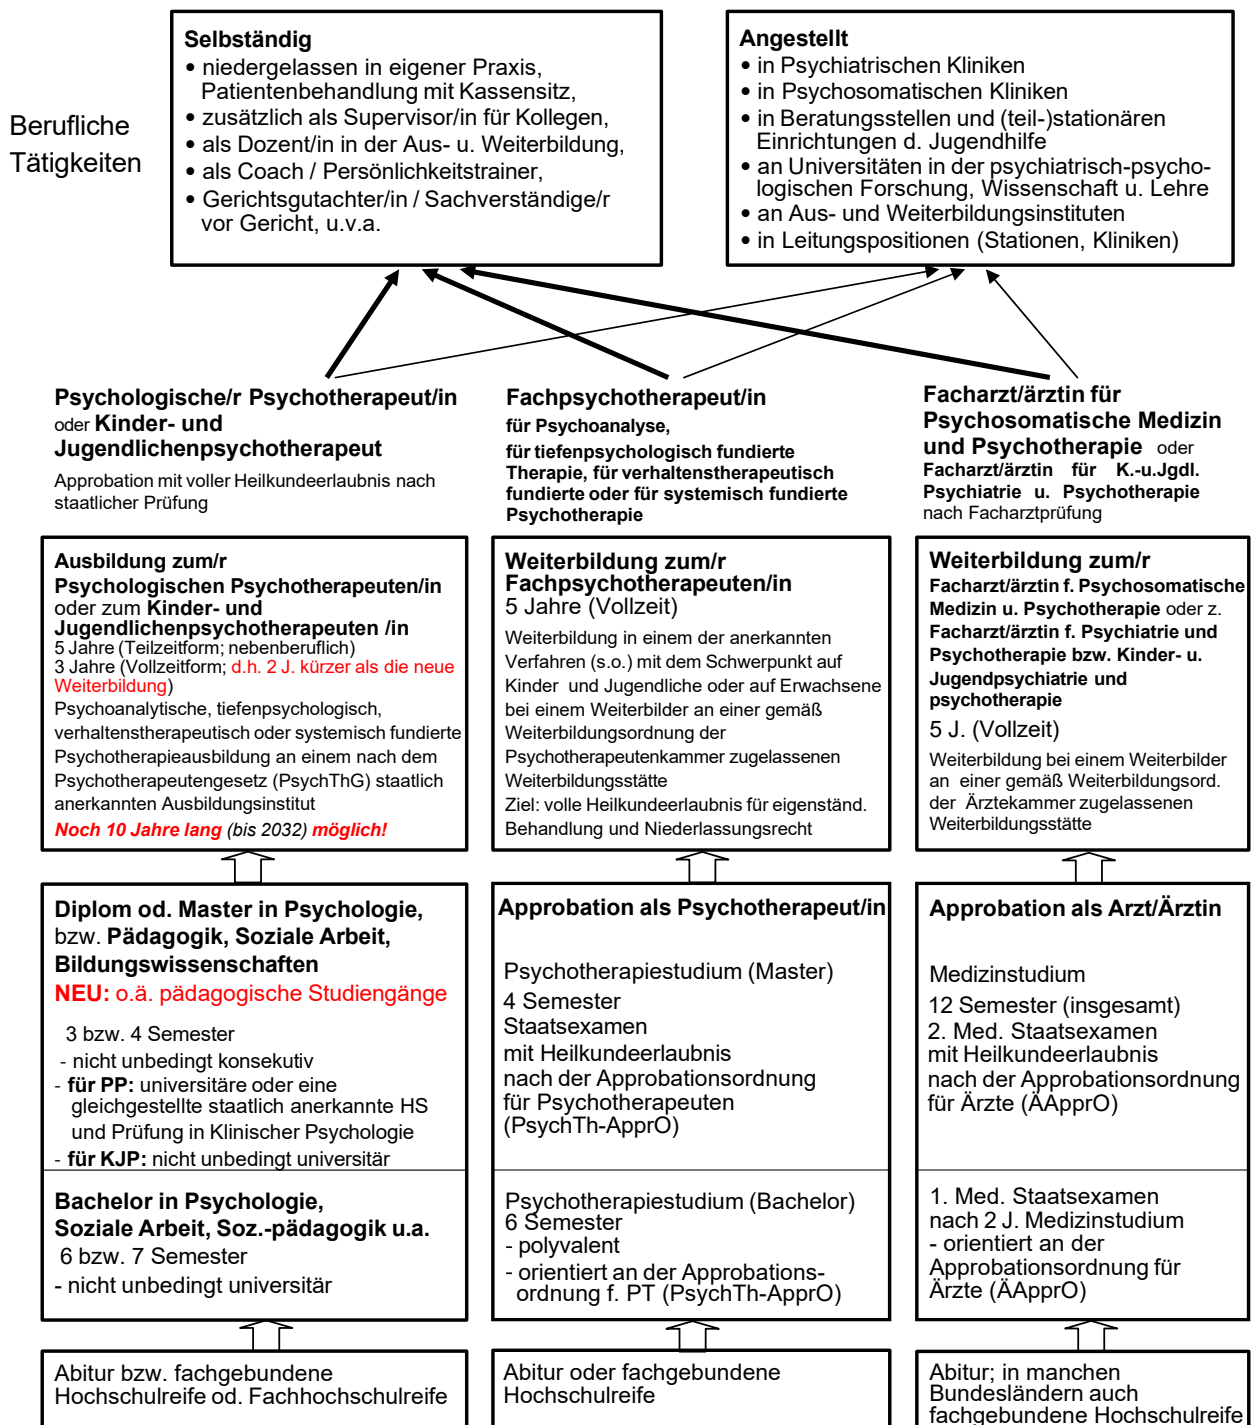 Berufliche
Tätigkeiten
Selbständig
• niedergelassen in eigener Praxis,
Patientenbehandlung mit Kassensitz,
• zusätzlich als Supervisor/in für Kollegen,
• als Dozent/in in der Aus- u. Weiterbildung,
• als Coach / Persönlichkeitstrainer,
• Gerichtsgutachter/in / Sachverständige/r
vor Gericht, u.v.a.
Angestellt
• in Psychiatrischen Kliniken
• in Psychosomatischen Kliniken
• in Beratungsstellen und (teil-)stationären
Einrichtungen d. Jugendhilfe
• an Universitäten in der psychiatrisch-psycho-
logischen Forschung, Wissenschaft u. Lehre
• an Aus- und Weiterbildungsinstituten
• in Leitungspositionen (Stationen, Kliniken)
Psychologische/r Psychotherapeut/in
oder Kinder- und
Jugendlichenpsychotherapeut
Approbation mit voller Heilkundeerlaubnis nach
staatlicher Prüfung
Fachpsychotherapeut/in
für Psychoanalyse,
für tiefenpsychologisch fundierte
Therapie, für verhaltenstherapeutisch
fundierte oder für systemisch fundierte
Psychotherapie
Facharzt/ärztin für
Psychosomatische Medizin
und Psychotherapie oder
Facharzt/ärztin für K.-u.Jgdl.
Psychiatrie u. Psychotherapie
nach Facharztprüfung
Ausbildung zum/r
Psychologischen Psychotherapeuten/in
oder zum Kinder- und
Jugendlichenpsychotherapeuten /in
5 Jahre (Teilzeitform; nebenberuflich)
3 Jahre (Vollzeitform; d.h. 2 J. kürzer als die neue
Weiterbildung)
Psychoanalytische, tiefenpsychologisch,
verhaltenstherapeutisch oder systemisch fundierte
Psychotherapieausbildung an einem nach dem
Psychotherapeutengesetz (PsychThG) staatlich
anerkannten Ausbildungsinstitut
Noch 10 Jahre lang (bis 2032) möglich!
Weiterbildung zum/r
Fachpsychotherapeuten/in
5 Jahre (Vollzeit)
Weiterbildung in einem der anerkannten
Verfahren (s.o.) mit dem Schwerpunkt auf
Kinder und Jugendliche oder auf Erwachsene
bei einem Weiterbilder an einer gemäß
Weiterbildungsordnung der
Psychotherapeutenkammer zugelassenen
Weiterbildungsstätte
Ziel: volle Heilkundeerlaubnis für eigenständ.
Behandlung und Niederlassungsrecht
Weiterbildung zum/r
Facharzt/ärztin f. Psychosomatische
Medizin u. Psychotherapie oder z.
Facharzt/ärztin f. Psychiatrie und
Psychotherapie bzw. Kinder- u.
Jugendpsychiatrie und
psychotherapie
5 J. (Vollzeit)
Weiterbildung bei einem Weiterbilder
an einer gemäß Weiterbildungsord.
der Ärztekammer zugelassenen
Weiterbildungsstätte
Diplom od. Master in Psychologie,
bzw. Pädagogik, Soziale Arbeit,
Bildungswissenschaften
NEU: o.ä. pädagogische Studiengänge
3 bzw. 4 Semester
- nicht unbedingt konsekutiv
- für PP: universitäre oder eine
gleichgestellte staatlich anerkannte HS
und Prüfung in Klinischer Psychologie
- für KJP: nicht unbedingt universitär
Bachelor in Psychologie,
Soziale Arbeit, Soz.-pädagogik u.a.
6 bzw. 7 Semester
- nicht unbedingt universitär
Approbation als Psychotherapeut/in
Psychotherapiestudium (Master)
4 Semester
Staatsexamen
mit Heilkundeerlaubnis
nach der Approbationsordnung
für Psychotherapeuten
(PsychTh-ApprO)
Psychotherapiestudium (Bachelor)
6 Semester
- polyvalent
- orientiert an der Approbations-
ordnung f. PT (PsychTh-ApprO)
Approbation als Arzt/Ärztin
Medizinstudium
12 Semester (insgesamt)
2. Med. Staatsexamen
mit Heilkundeerlaubnis
nach der Approbationsordnung
für Ärzte (ÄApprO)
1. Med. Staatsexamen
nach 2 J. Medizinstudium
- orientiert an der
Approbationsordnung für
Ärzte (ÄApprO)
Abitur bzw. fachgebundene
Hochschulreife od. Fachhochschulreife
Abitur oder fachgebundene
Hochschulreife
Abitur; in manchen
Bundesländern auch
fachgebundene Hochschulreife